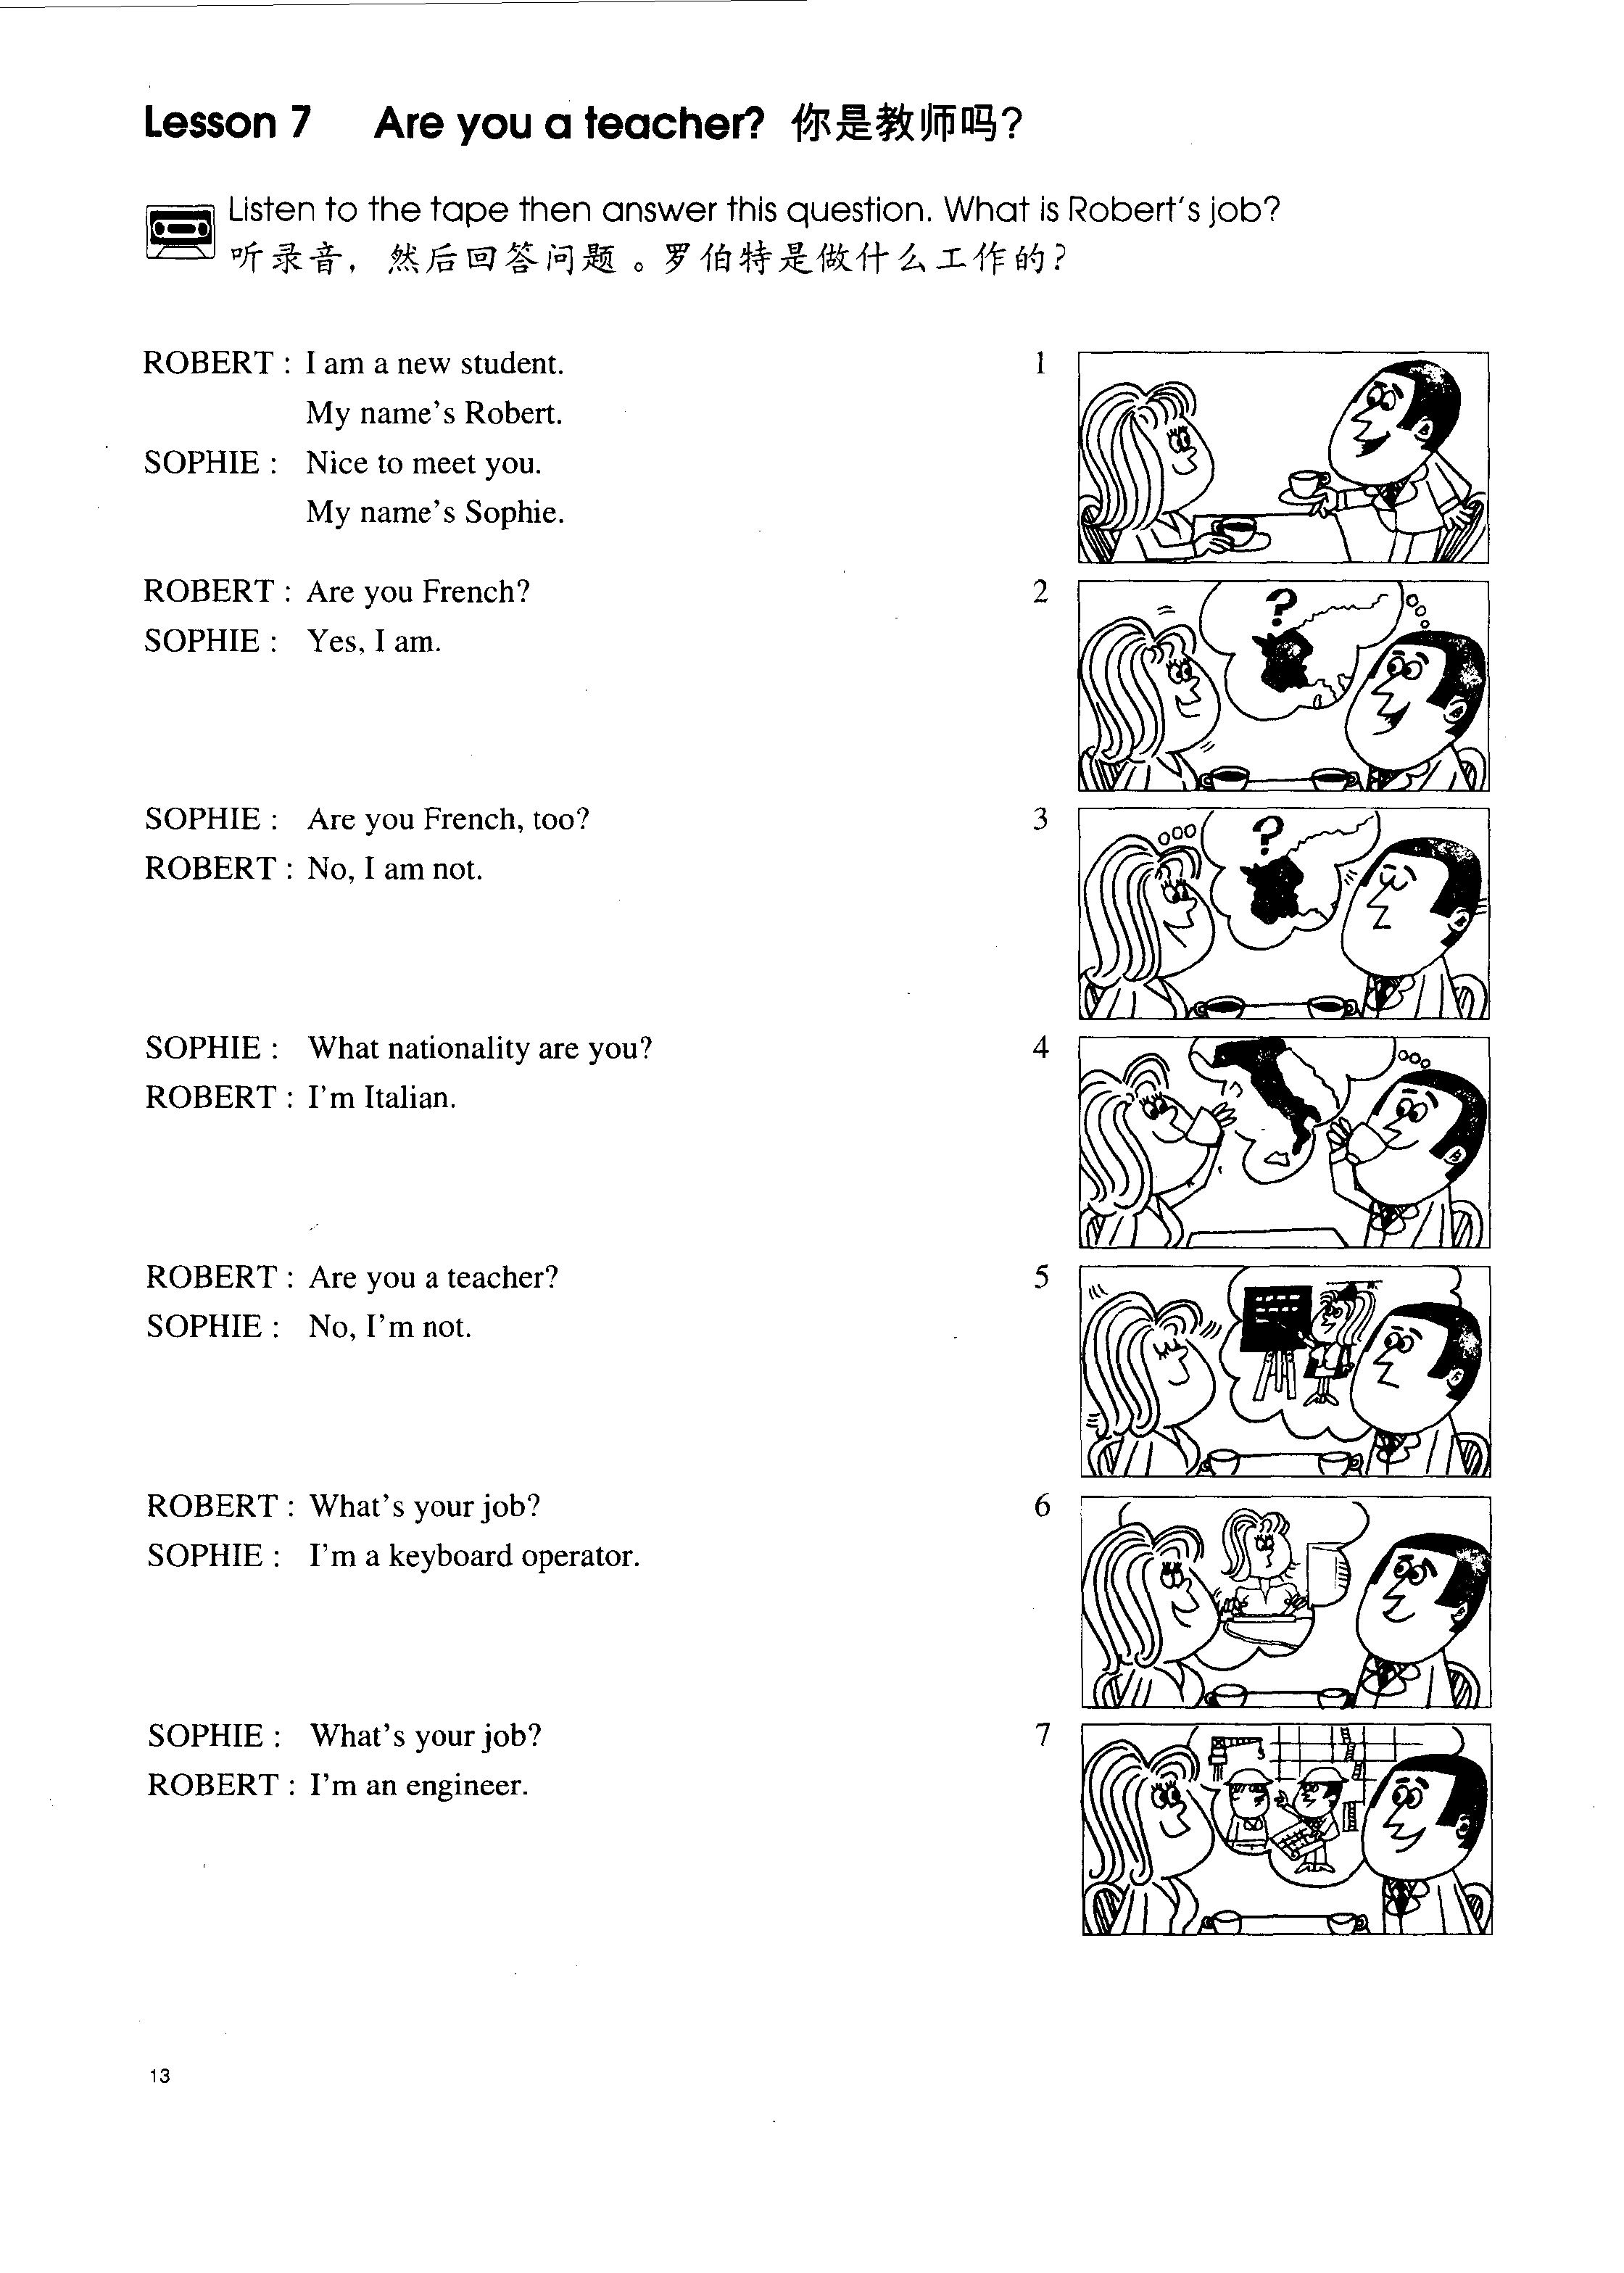 Lesson 7 Are you a teacher? 你是教师吗?
Listen to the tape then answer this question. What is Robert's job?
听录音，然后回答问题。罗伯特是做什么工作的?
ROBERT : I am a new student.
My name's Robert.
SOPHIE : Nice to meet you.
My name's Sophie.
1
ROBERT : Are you French?
SOPHIE : Yes, I am.
2
?
SOPHIE : Are you French, too?
ROBERT : No, I am not.
3
?
SOPHIE : What nationality are you?
ROBERT : I'm Italian.
4
ROBERT : Are you a teacher?
SOPHIE : No, I'm not.
5
ROBERT : What's your job?
SOPHIE : I'm a keyboard operator.
6
SOPHIE : What's your job?
ROBERT : I'm an engineer.
7
13